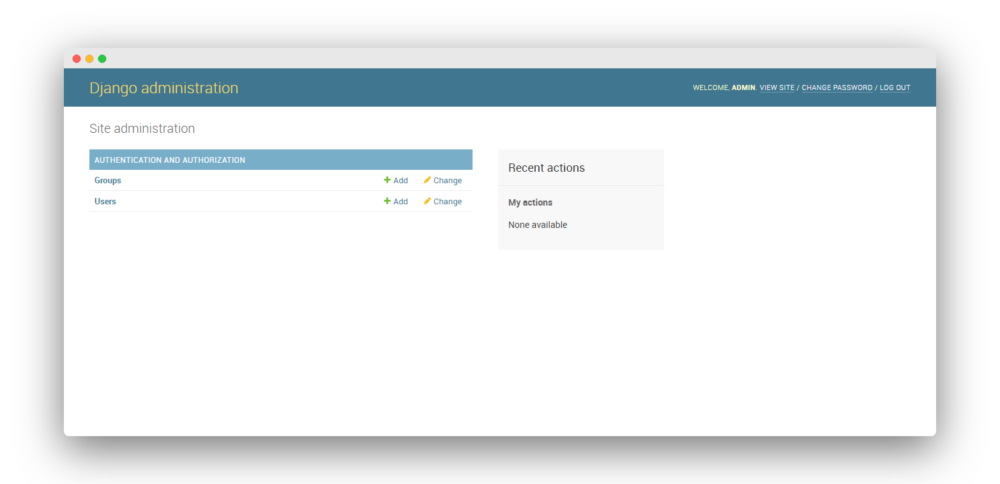 Django administration
WELCOME, ADMIN. VIEW SITE / CHANGE PASSWORD / LOG OUT
Site administration
AUTHENTICATION AND AUTHORIZATION
Groups Add Change
Users Add Change
Recent actions
My actions
None available